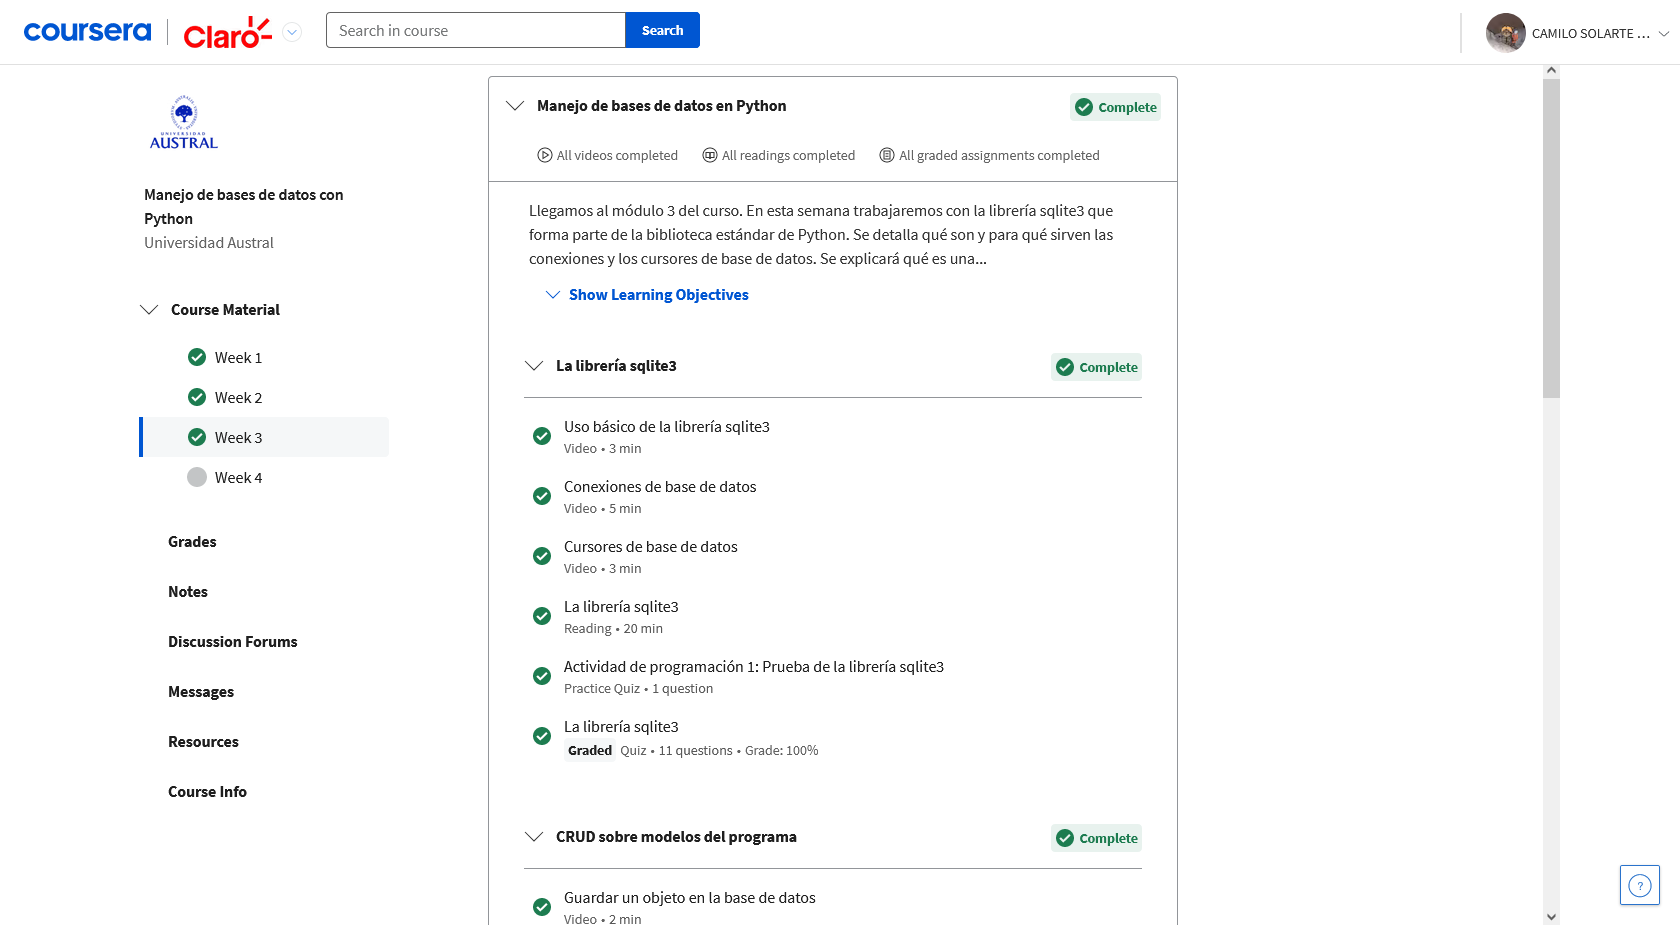 coursera
Claro
Search in course
Search
CAMILO SOLARTE ...
UNIVERSIDAD
AUSTRAL
Manejo de bases de datos con
Python
Universidad Austral
Course Material
Week 1
Week 2
Week 3
Week 4
Grades
Notes
Discussion Forums
Messages
Resources
Course Info
Manejo de bases de datos en Python
Complete
All videos completed
All readings completed
All graded assignments completed
Llegamos al módulo 3 del curso. En esta semana trabajaremos con la librería sqlite3 que
forma parte de la biblioteca estándar de Python. Se detalla qué son y para qué sirven las
conexiones y los cursores de base de datos. Se explicará qué es una...
Show Learning Objectives
La librería sqlite3
Complete
Uso básico de la librería sqlite3
Video • 3 min
Conexiones de base de datos
Video • 5 min
Cursores de base de datos
Video • 3 min
La librería sqlite3
Reading • 20 min
Actividad de programación 1: Prueba de la librería sqlite3
Practice Quiz • 1 question
La librería sqlite3
Graded Quiz • 11 questions • Grade: 100%
CRUD sobre modelos del programa
Complete
Guardar un objeto en la base de datos
Video • 2 min
?